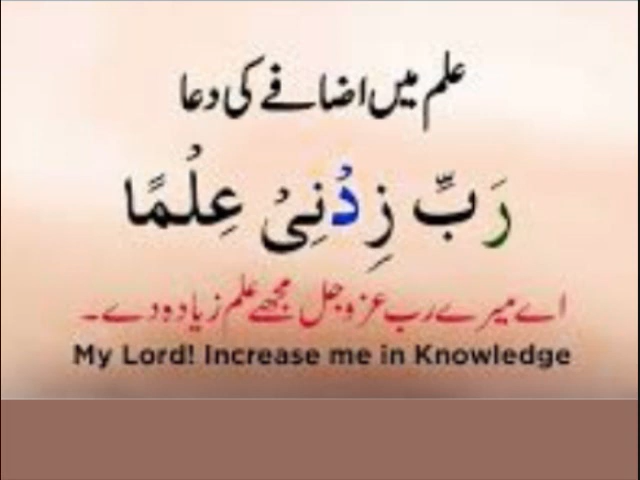 علم میں اضافے کی دعا
رَبِّ زِدْنِیْ عِلْمًا
اے میرے رب عزوجل مجھے علم زیادہ دے۔
My Lord! Increase me in Knowledge